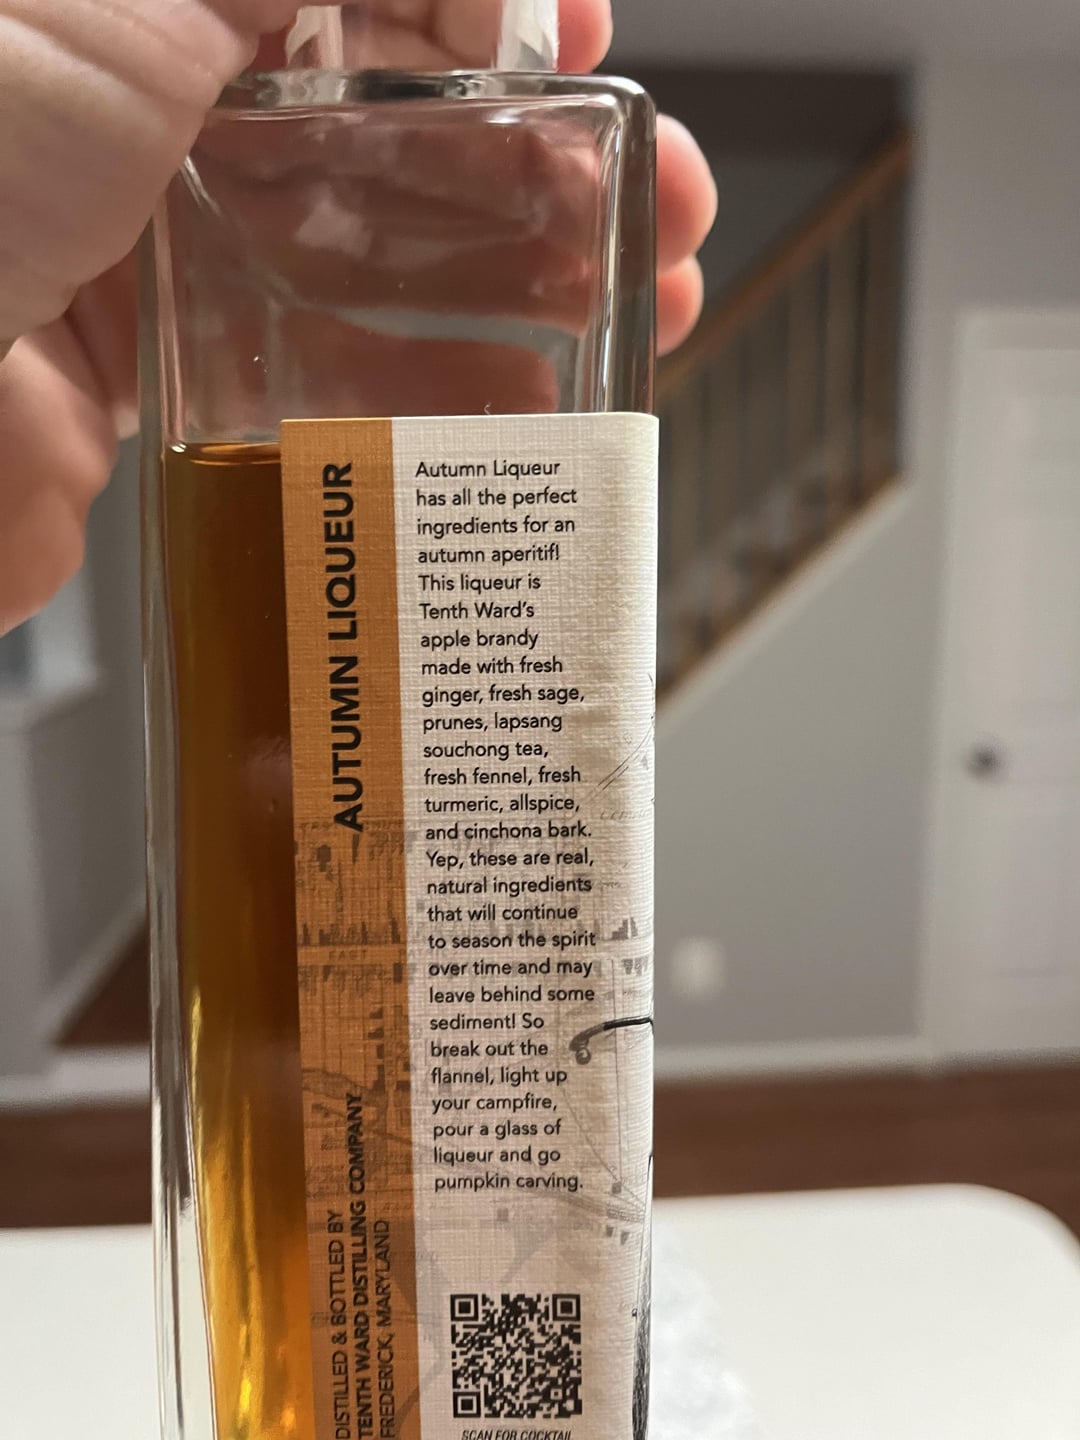 AUTUMN LIQUEUR
DISTILLED & BOTTLED BY
TENTH WARD DISTILLING COMPANY
FREDERICK, MARYLAND
Autumn Liqueur
has all the perfect
ingredients for an
autumn aperitif!
This liqueur is
Tenth Ward's
apple brandy
made with fresh
ginger, fresh sage,
prunes, lapsang
souchong tea,
fresh fennel, fresh
turmeric, allspice,
and cinchona bark.
Yep, these are real,
natural ingredients
that will continue
to season the spirit
over time and may
leave behind some
sediment! So
break out the
flannel, light up
your campfire,
pour a glass of
liqueur and go
pumpkin carving.
SCAN FOR COCKTAIL